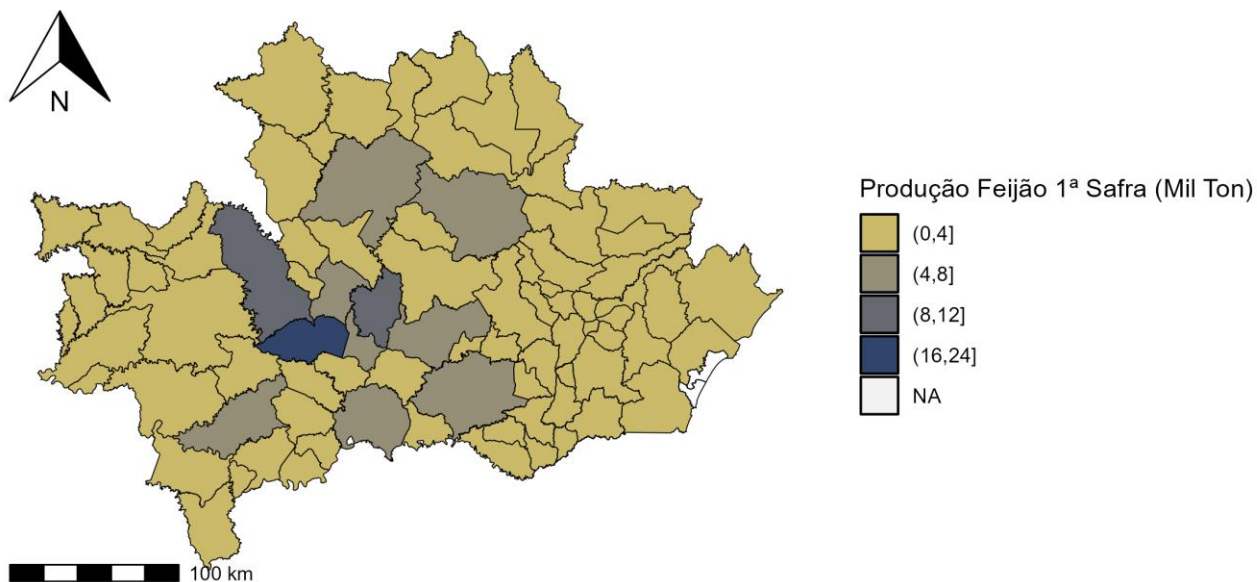 N
Produção Feijão 1ª Safra (Mil Ton)
(0,4]
(4,8]
(8,12]
(16,24]
NA
100 km